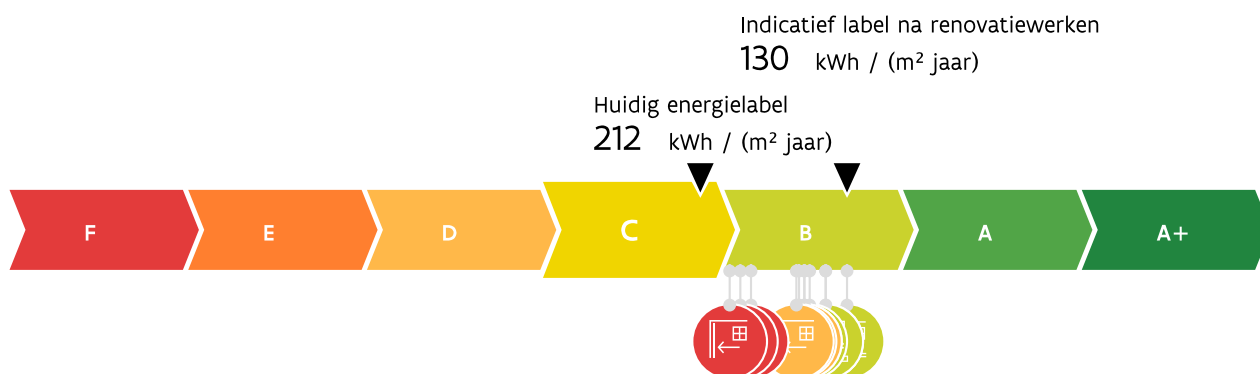 Indicatief label na renovatiewerken
130 kWh / (m² jaar)
Huidig energielabel
212 kWh / (m² jaar)
F E D C B A A+